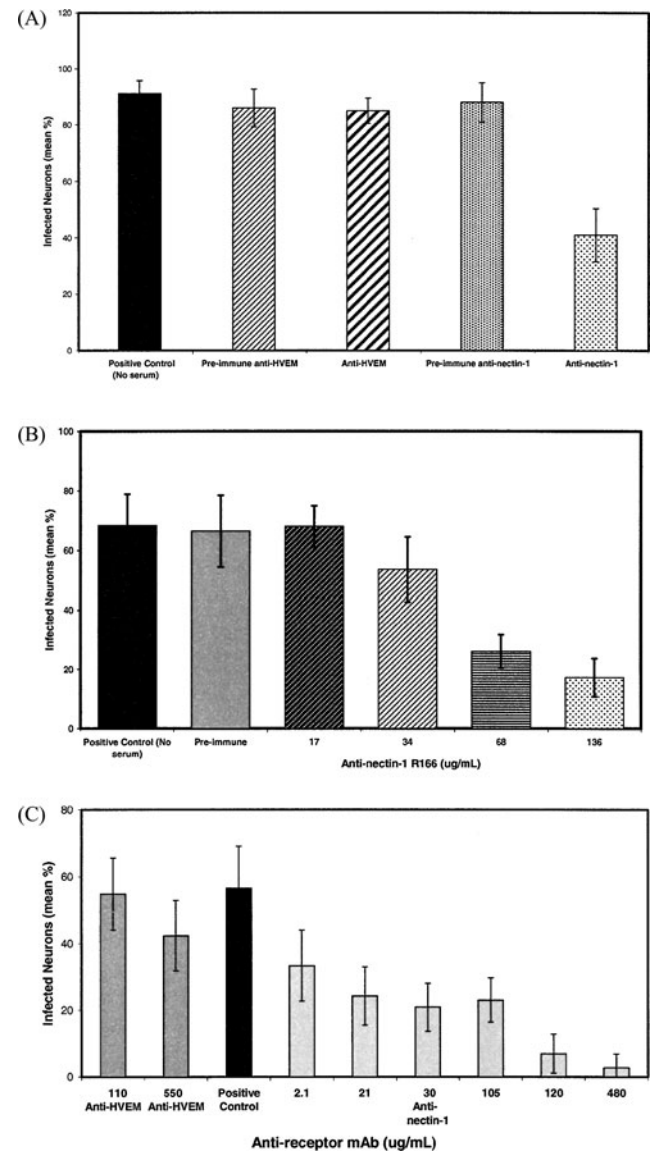 (A)
120
100
80
60
40
20
0
Infected Neurons (mean %)
Positive Control
(No serum)
Pre-immune anti-HVEM
Anti-HVEM
Pre-immune anti-nectin-1
Anti-nectin-1
(B)
100
80
60
40
20
0
Infected Neurons (mean %)
Positive Control (No
serum)
Pre-immune
17
34
68
136
Anti-nectin-1 R166 (ug/mL)
(C)
80
60
40
20
0
Infected Neurons (mean %)
110
Anti-HVEM
550
Anti-HVEM
Positive
Control
2.1
21
30
Anti-
nectin-1
105
120
480
Anti-receptor mAb (ug/mL)